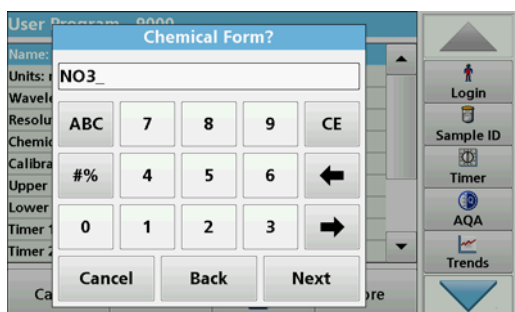 User Program - 9000
Chemical Form?
Name:
NO3_
Units:
Wavele
Resolu
Chemic
Calibra
Upper
Lower
Timer 1
Timer 2
ABC 7 8 9 CE
#% 4 5 6
0 1 2 3
Cancel Back Next
Ca
ore
Login
Sample ID
Timer
AQA
Trends